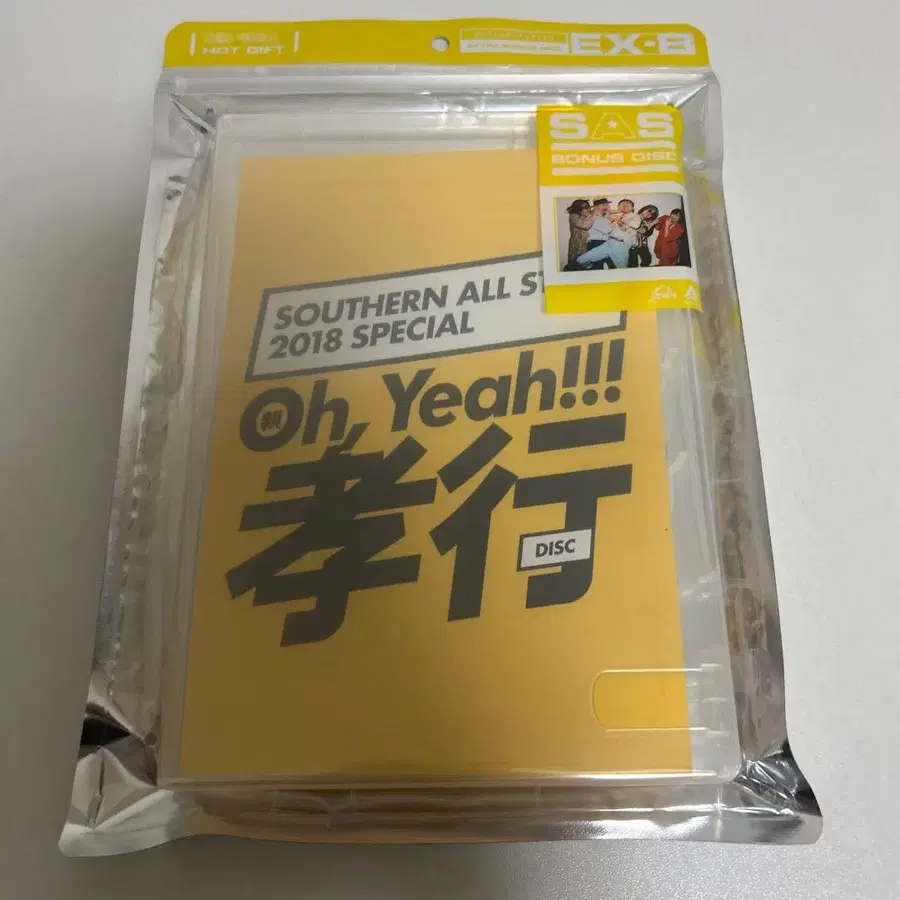 HOT GIFT
EX-8
SAS
BONUS DISC
SOUTHERN ALL ST
2018 SPECIAL
Oh, Yeah!!!
親
孝行
DISC